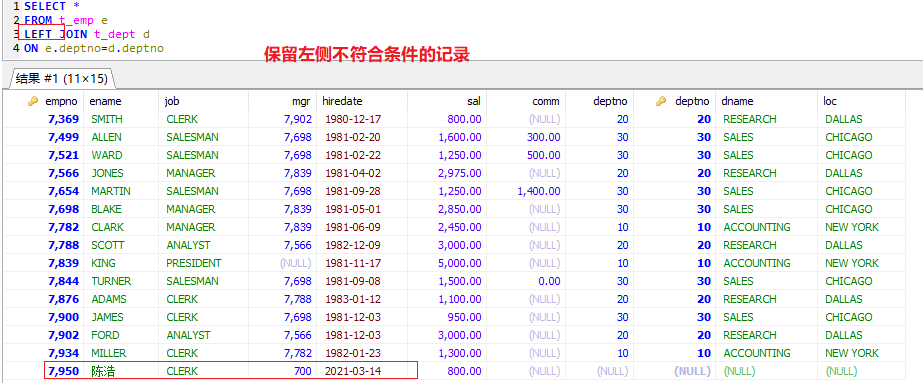 1 SELECT *
2 FROM t_emp e
3 LEFT JOIN t_dept d
4 ON e.deptno=d.deptno
保留左侧不符合条件的记录
结果 #1 (11×15)
empno ename job mgr hiredate sal comm deptno deptno dname loc
7,369 SMITH CLERK 7,902 1980-12-17 800.00 (NULL) 20 20 RESEARCH DALLAS
7,499 ALLEN SALESMAN 7,698 1981-02-20 1,600.00 300.00 30 30 SALES CHICAGO
7,521 WARD SALESMAN 7,698 1981-02-22 1,250.00 500.00 30 30 SALES CHICAGO
7,566 JONES MANAGER 7,839 1981-04-02 2,975.00 (NULL) 20 20 RESEARCH DALLAS
7,654 MARTIN SALESMAN 7,698 1981-09-28 1,250.00 1,400.00 30 30 SALES CHICAGO
7,698 BLAKE MANAGER 7,839 1981-05-01 2,850.00 (NULL) 30 30 SALES CHICAGO
7,782 CLARK MANAGER 7,839 1981-06-09 2,450.00 (NULL) 10 10 ACCOUNTING NEW YORK
7,788 SCOTT ANALYST 7,566 1982-12-09 3,000.00 (NULL) 20 20 RESEARCH DALLAS
7,839 KING PRESIDENT (NULL) 1981-11-17 5,000.00 (NULL) 10 10 ACCOUNTING NEW YORK
7,844 TURNER SALESMAN 7,698 1981-09-08 1,500.00 0.00 30 30 SALES CHICAGO
7,876 ADAMS CLERK 7,788 1983-01-12 1,100.00 (NULL) 20 20 RESEARCH DALLAS
7,900 JAMES CLERK 7,698 1981-12-03 950.00 (NULL) 30 30 SALES CHICAGO
7,902 FORD ANALYST 7,566 1981-12-03 3,000.00 (NULL) 20 20 RESEARCH DALLAS
7,934 MILLER CLERK 7,782 1982-01-23 1,300.00 (NULL) 10 10 ACCOUNTING NEW YORK
7,950 陈浩 CLERK 700 2021-03-14 800.00 (NULL) (NULL) (NULL) (NULL) (NULL)